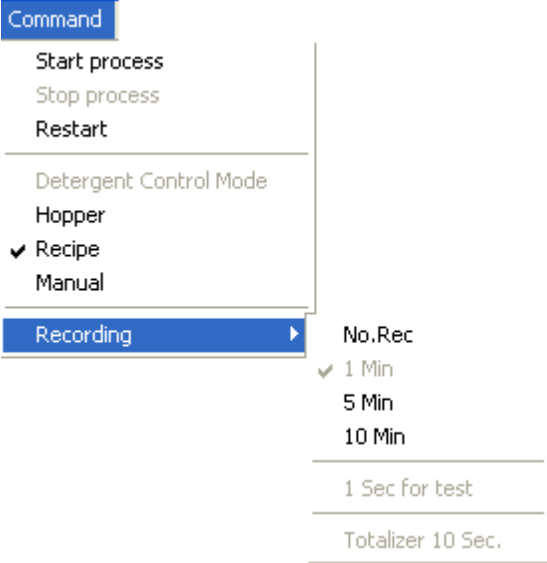 Command
Start process
Stop process
Restart
Detergent Control Mode
Hopper
Recipe
Manual
Recording
No.Rec
1 Min
5 Min
10 Min
1 Sec for test
Totalizer 10 Sec.